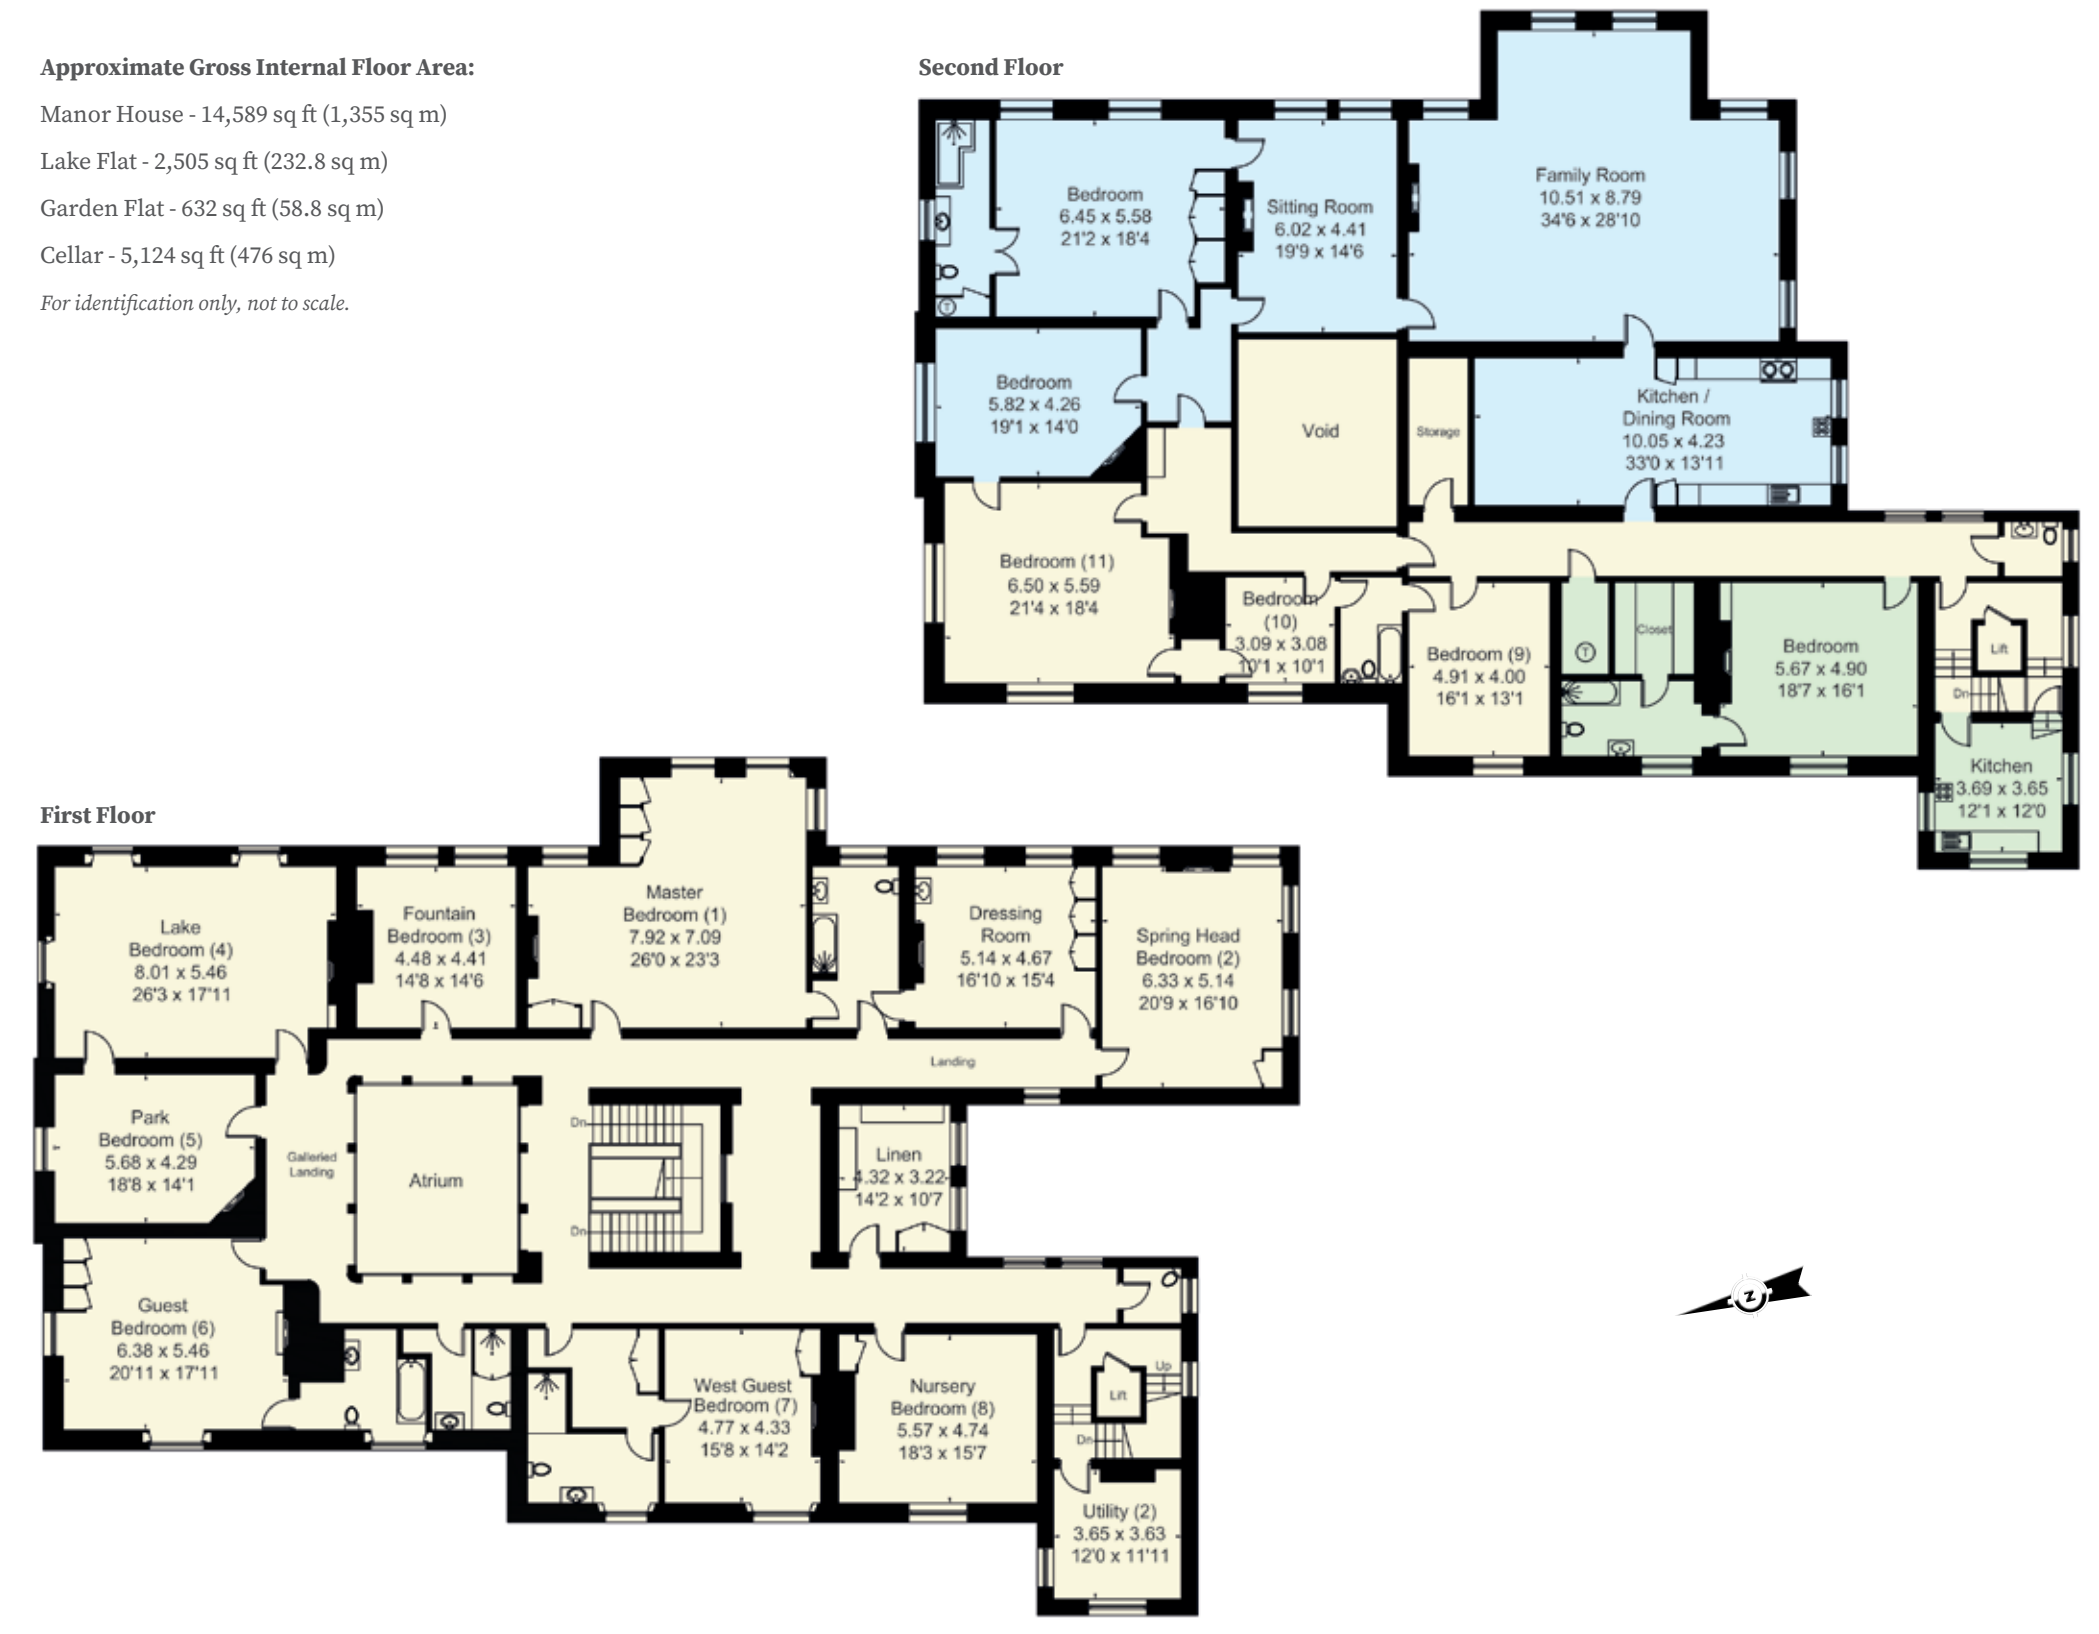 Approximate Gross Internal Floor Area:
Manor House - 14,589 sq ft (1,355 sq m)
Lake Flat - 2,505 sq ft (232.8 sq m)
Garden Flat - 632 sq ft (58.8 sq m)
Cellar - 5,124 sq ft (476 sq m)
For identification only, not to scale.
Second Floor
Bedroom
6.45 x 5.58
21'2 x 18'4
Sitting Room
6.02 x 4.41
19'9 x 14'6
Family Room
10.51 x 8.79
34'6 x 28'10
T
Bedroom
5.82 x 4.26
19'1 x 14'0
Void
Storage
Kitchen /
Dining Room
10.05 x 4.23
33'0 x 13'11
Bedroom (11)
6.50 x 5.59
21'4 x 18'4
Bedroom
(10)
3.09 x 3.08
10'1 x 10'1
Bedroom (9)
4.91 x 4.00
16'1 x 13'1
T
Closet
Bedroom
5.67 x 4.90
18'7 x 16'1
Lift
Dn
Kitchen
3.69 x 3.65
12'1 x 12'0
First Floor
Lake
Bedroom (4)
8.01 x 5.46
26'3 x 17'11
Fountain
Bedroom (3)
4.48 x 4.41
14'8 x 14'6
Master
Bedroom (1)
7.92 x 7.09
26'0 x 23'3
Dressing
Room
5.14 x 4.67
16'10 x 15'4
Spring Head
Bedroom (2)
6.33 x 5.14
20'9 x 16'10
Landing
Park
Bedroom (5)
5.68 x 4.29
18'8 x 14'1
Galleried
Landing
Atrium
Dn
Dn
Linen
4.32 x 3.22
14'2 x 10'7
Guest
Bedroom (6)
6.38 x 5.46
20'11 x 17'11
West Guest
Bedroom (7)
4.77 x 4.33
15'8 x 14'2
Nursery
Bedroom (8)
5.57 x 4.74
18'3 x 15'7
Up
Lift
Dn
Utility (2)
3.65 x 3.63
12'0 x 11'11
N